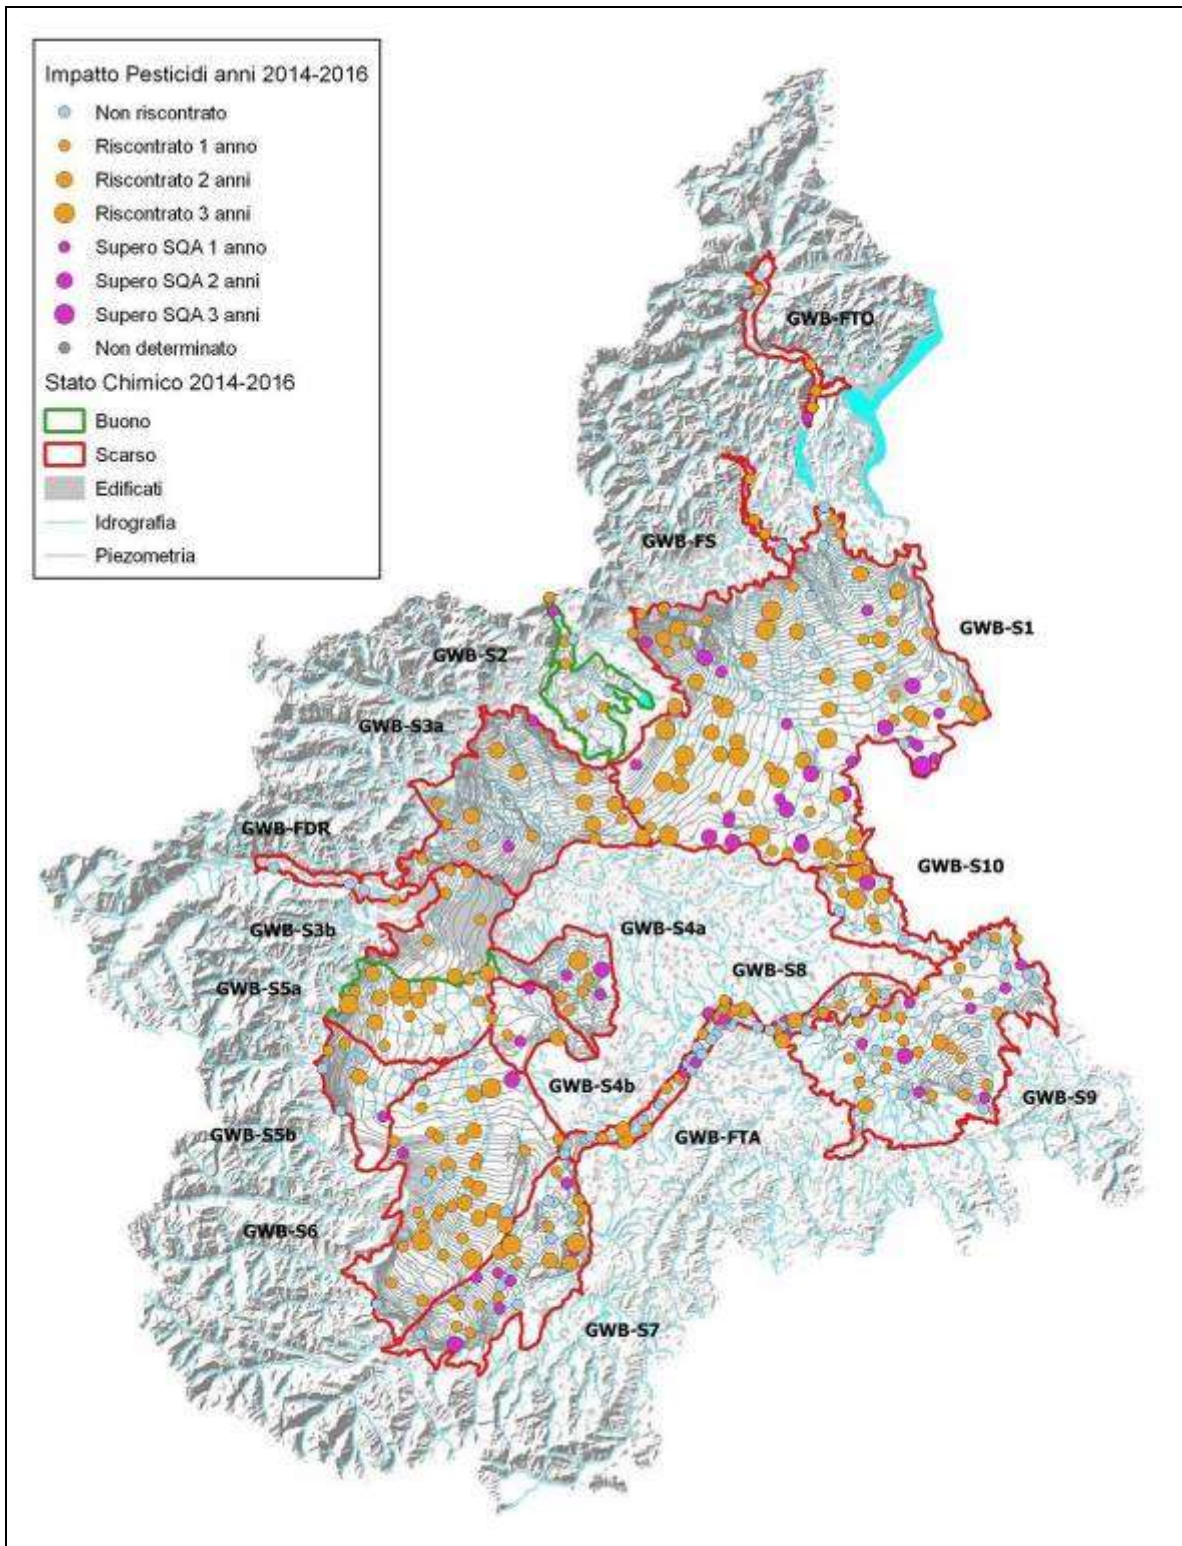 Impatto Pesticidi anni 2014-2016
Non riscontrato
Riscontrato 1 anno
Riscontrato 2 anni
Riscontrato 3 anni
Supero SQA 1 anno
Supero SQA 2 anni
Supero SQA 3 anni
Non determinato
Stato Chimico 2014-2016
Buono
Scarso
Edificati
Idrografia
Piezometria
GWB-FTO
GWB-FS
GWB-S1
GWB-S2
GWB-S3a
GWB-FDR
GWB-S10
GWB-S3b
GWB-S4a
GWB-S8
GWB-S5a
GWB-S4b
GWB-S9
GWB-S5b
GWB-FTA
GWB-S6
GWB-S7